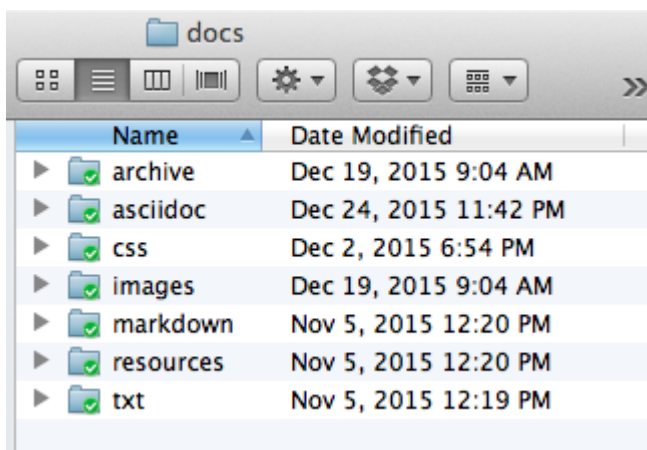 docs
Name Date Modified
archive Dec 19, 2015 9:04 AM
asciidoc Dec 24, 2015 11:42 PM
css Dec 2, 2015 6:54 PM
images Dec 19, 2015 9:04 AM
markdown Nov 5, 2015 12:20 PM
resources Nov 5, 2015 12:20 PM
txt Nov 5, 2015 12:19 PM